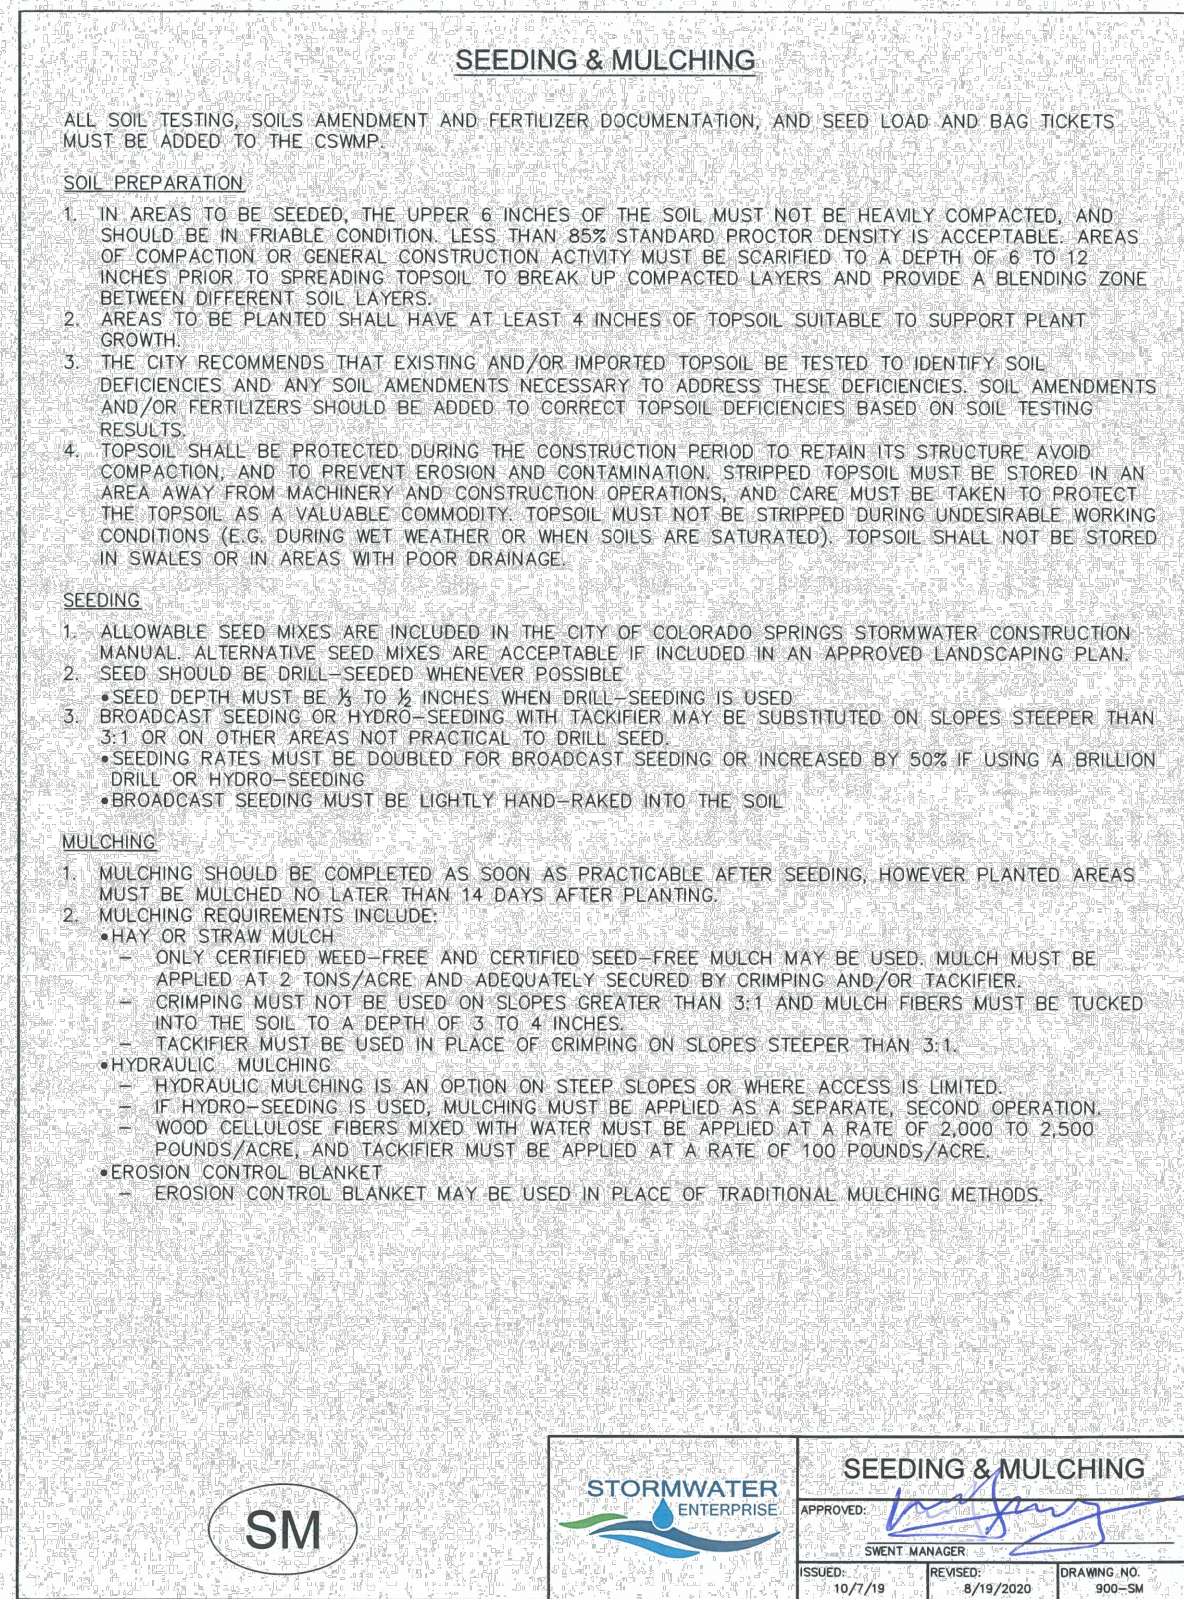 SEEDING & MULCHING
ALL SOIL TESTING, SOILS AMENDMENT AND FERTILIZER DOCUMENTATION, AND SEED LOAD AND BAG TICKETS
MUST BE ADDED TO THE CSWMP.
SOIL PREPARATION
1. IN AREAS TO BE SEEDED, THE UPPER 6 INCHES OF THE SOIL MUST NOT BE HEAVILY COMPACTED, AND
SHOULD BE IN FRIABLE CONDITION. LESS THAN 85% STANDARD PROCTOR DENSITY IS ACCEPTABLE. AREAS
OF COMPACTION OR GENERAL CONSTRUCTION ACTIVITY MUST BE SCARIFIED TO A DEPTH OF 6 TO 12
INCHES PRIOR TO SPREADING TOPSOIL TO BREAK UP COMPACTED LAYERS AND PROVIDE A BLENDING ZONE
BETWEEN DIFFERENT SOIL LAYERS.
2. AREAS TO BE PLANTED SHALL HAVE AT LEAST 4 INCHES OF TOPSOIL SUITABLE TO SUPPORT PLANT
GROWTH.
3. THE CITY RECOMMENDS THAT EXISTING AND/OR IMPORTED TOPSOIL BE TESTED TO IDENTIFY SOIL
DEFICIENCIES AND ANY SOIL AMENDMENTS NECESSARY TO ADDRESS THESE DEFICIENCIES. SOIL AMENDMENTS
AND/OR FERTILIZERS SHOULD BE ADDED TO CORRECT TOPSOIL DEFICIENCIES BASED ON SOIL TESTING
RESULTS.
4. TOPSOIL SHALL BE PROTECTED DURING THE CONSTRUCTION PERIOD TO RETAIN ITS STRUCTURE AVOID
COMPACTION, AND TO PREVENT EROSION AND CONTAMINATION. STRIPPED TOPSOIL MUST BE STORED IN AN
AREA AWAY FROM MACHINERY AND CONSTRUCTION OPERATIONS, AND CARE MUST BE TAKEN TO PROTECT
THE TOPSOIL AS A VALUABLE COMMODITY. TOPSOIL MUST NOT BE STRIPPED DURING UNDESIRABLE WORKING
CONDITIONS (E.G. DURING WET WEATHER OR WHEN SOILS ARE SATURATED). TOPSOIL SHALL NOT BE STORED
IN SWALES OR IN AREAS WITH POOR DRAINAGE.
SEEDING
1. ALLOWABLE SEED MIXES ARE INCLUDED IN THE CITY OF COLORADO SPRINGS STORMWATER CONSTRUCTION
MANUAL. ALTERNATIVE SEED MIXES ARE ACCEPTABLE IF INCLUDED IN AN APPROVED LANDSCAPING PLAN.
2. SEED SHOULD BE DRILL-SEEDED WHENEVER POSSIBLE
•SEED DEPTH MUST BE ⅓ TO ½ INCHES WHEN DRILL-SEEDING IS USED
3. BROADCAST SEEDING OR HYDRO-SEEDING WITH TACKIFIER MAY BE SUBSTITUTED ON SLOPES STEEPER THAN
3:1 OR ON OTHER AREAS NOT PRACTICAL TO DRILL SEED.
•SEEDING RATES MUST BE DOUBLED FOR BROADCAST SEEDING OR INCREASED BY 50% IF USING A BRILLION
DRILL OR HYDRO-SEEDING
•BROADCAST SEEDING MUST BE LIGHTLY HAND-RAKED INTO THE SOIL
MULCHING
1. MULCHING SHOULD BE COMPLETED AS SOON AS PRACTICABLE AFTER SEEDING, HOWEVER PLANTED AREAS
MUST BE MULCHED NO LATER THAN 14 DAYS AFTER PLANTING.
2. MULCHING REQUIREMENTS INCLUDE:
•HAY OR STRAW MULCH
– ONLY CERTIFIED WEED-FREE AND CERTIFIED SEED-FREE MULCH MAY BE USED. MULCH MUST BE
APPLIED AT 2 TONS/ACRE AND ADEQUATELY SECURED BY CRIMPING AND/OR TACKIFIER.
– CRIMPING MUST NOT BE USED ON SLOPES GREATER THAN 3:1 AND MULCH FIBERS MUST BE TUCKED
INTO THE SOIL TO A DEPTH OF 3 TO 4 INCHES.
– TACKIFIER MUST BE USED IN PLACE OF CRIMPING ON SLOPES STEEPER THAN 3:1.
•HYDRAULIC MULCHING
– HYDRAULIC MULCHING IS AN OPTION ON STEEP SLOPES OR WHERE ACCESS IS LIMITED.
– IF HYDRO-SEEDING IS USED, MULCHING MUST BE APPLIED AS A SEPARATE, SECOND OPERATION.
– WOOD CELLULOSE FIBERS MIXED WITH WATER MUST BE APPLIED AT A RATE OF 2,000 TO 2,500
POUNDS/ACRE, AND TACKIFIER MUST BE APPLIED AT A RATE OF 100 POUNDS/ACRE.
•EROSION CONTROL BLANKET
– EROSION CONTROL BLANKET MAY BE USED IN PLACE OF TRADITIONAL MULCHING METHODS.
SM
STORMWATER
ENTERPRISE
SEEDING & MULCHING
APPROVED:
SWENT MANAGER
ISSUED: 10/7/19
REVISED: 8/19/2020
DRAWING NO. 900-SM